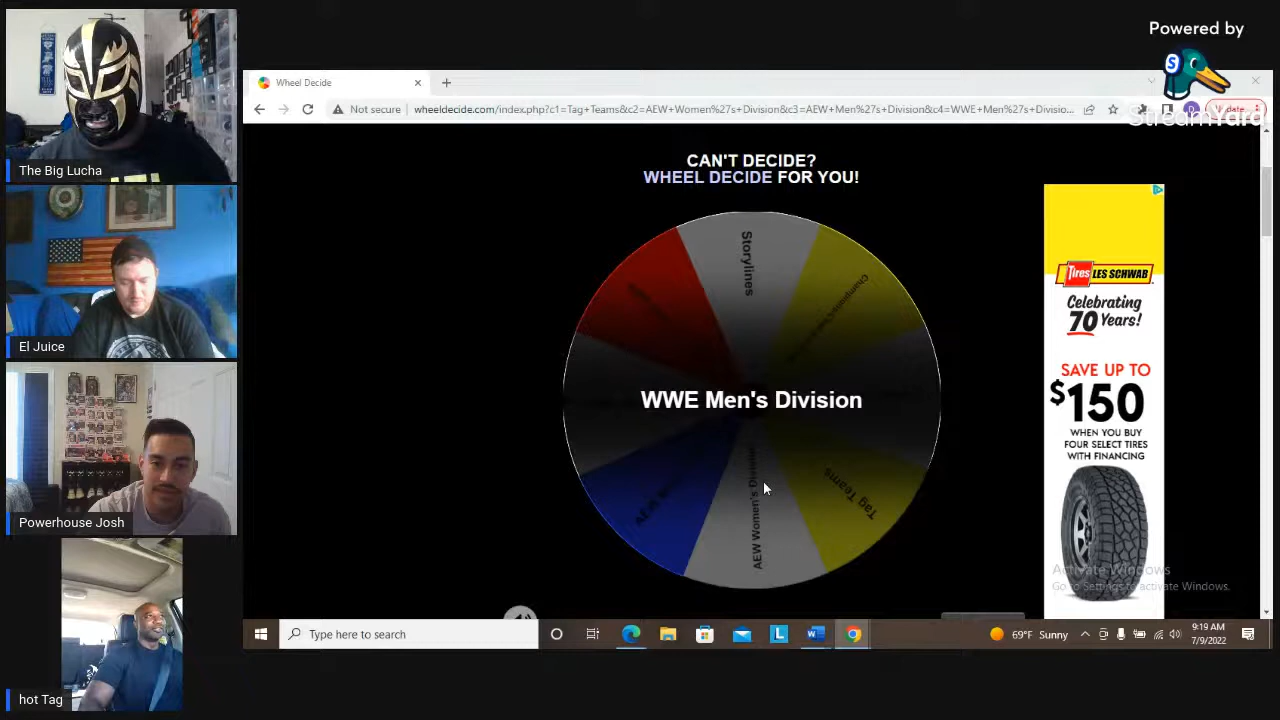 Powered by
StreamYard
The Big Lucha
El Juice
Powerhouse Josh
hot Tag
Wheel Decide
Not secure
wheeldecide.com/index.php?c1=Tag+Teams&c2=AEW+Women%27s+Division&c3=AEW+Men%27s+Division&c4=WWE+Men%27s+Divisio...
CAN'T DECIDE?
WHEEL DECIDE FOR YOU!
Storylines
WWE Men's Division
Tag Teams
AEW Women's Division
AEW
Tires LES SCHWAB
Celebrating
70 Years!
SAVE UP TO
$150
WHEN YOU BUY
FOUR SELECT TIRES
WITH FINANCING
Activate Windows
Go to Settings to activate Windows.
Type here to search
69°F Sunny
9:19 AM
7/9/2022